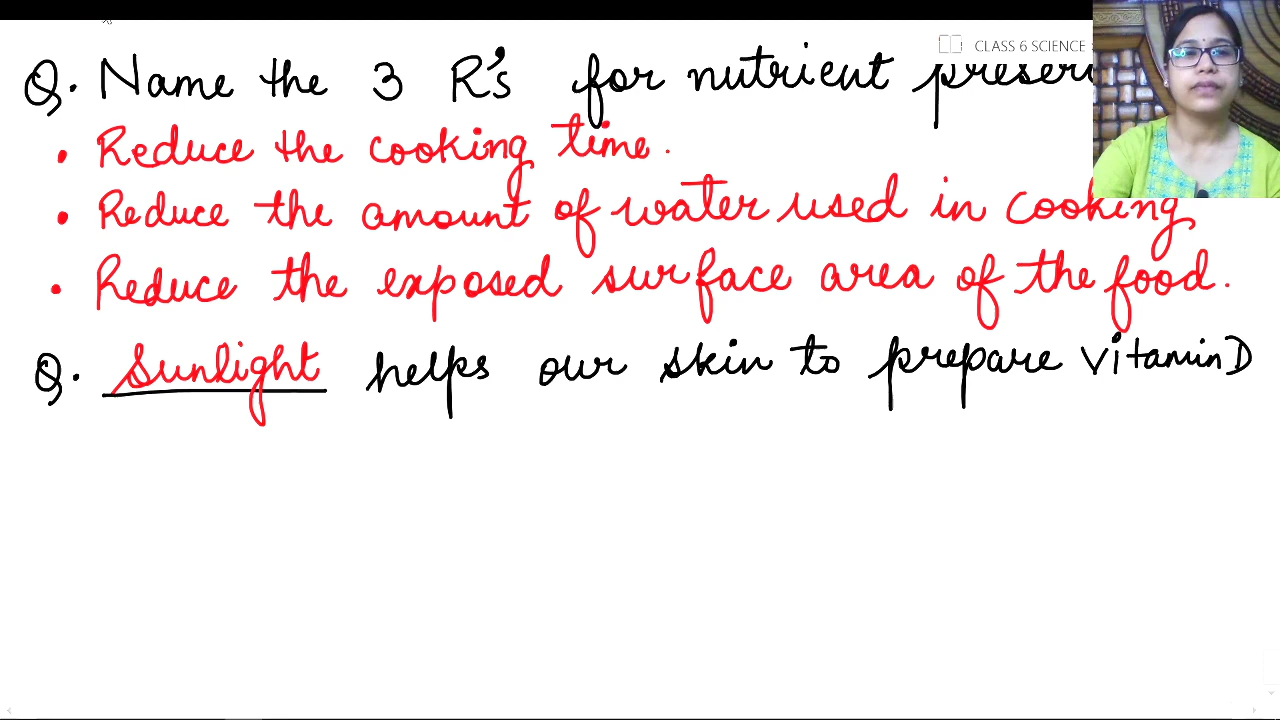 CLASS 6 SCIENCE
Q. Name the 3 R's for nutrient preser
• Reduce the cooking time.
• Reduce the amount of water used in cooking
• Reduce the exposed surface area of the food.
Q. Sunlight helps our skin to prepare vitamin D